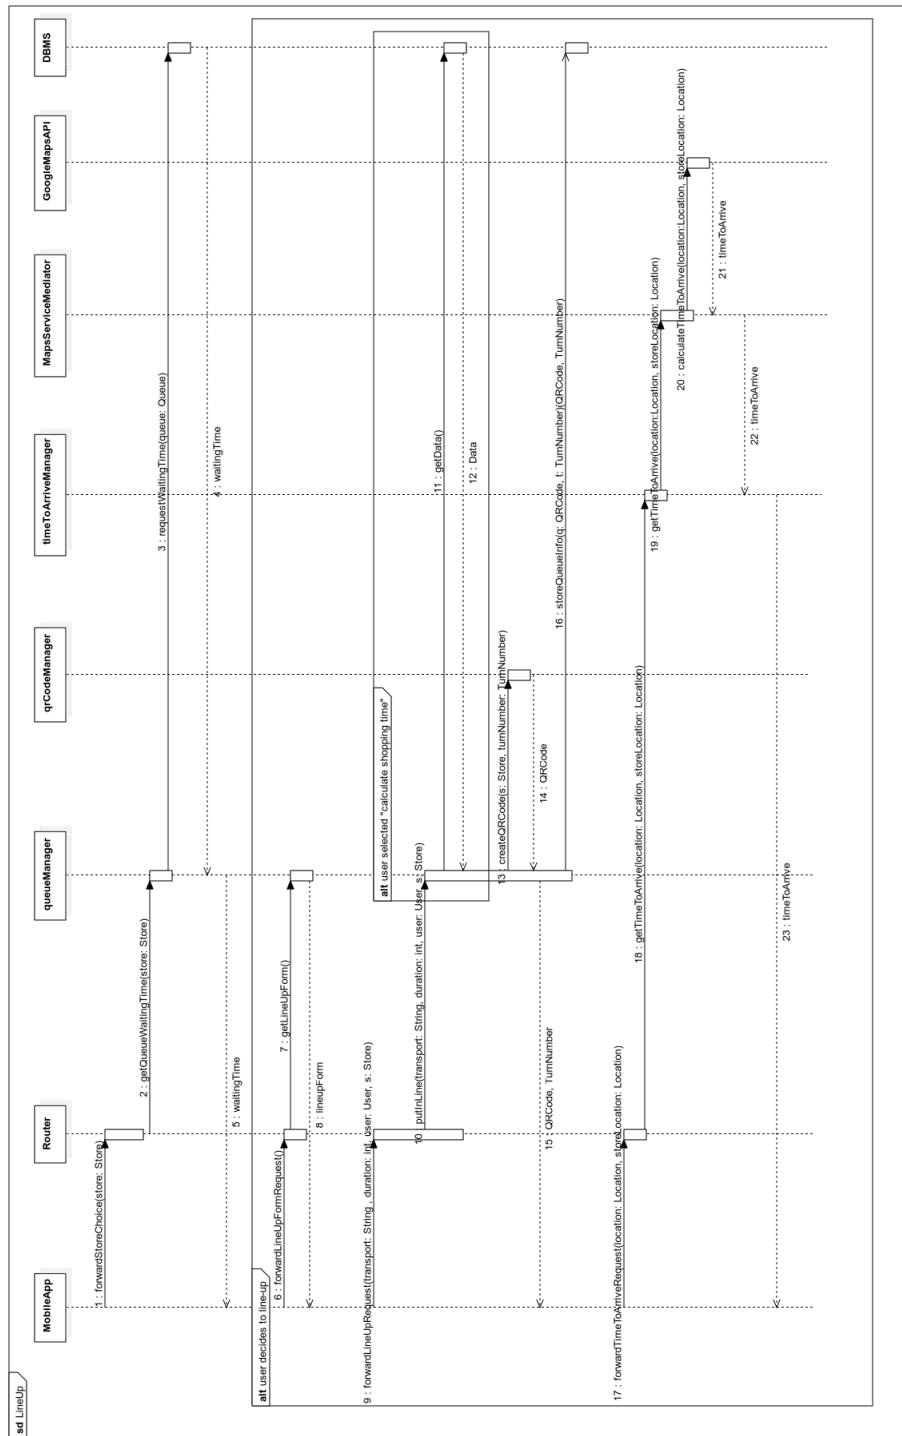 sd LineUp
MobileApp
Router
queueManager
qrCodeManager
timeToArriveManager
MapsServiceMediator
GoogleMapsAPI
DBMS
1 : forwardStoreChoice(store: Store)
2 : getQueueWaitingTime(store: Store)
3 : requestWaitingTime(queue: Queue)
4 : waitingTime
5 : waitingTime
alt user decides to line-up
6 : forwardLineUpFormRequest()
7 : getLineUpForm()
8 : lineupForm
9 : forwardLineUpRequest(transport: String , duration: int, user: User, s: Store)
alt user selected "calculate shopping time"
10 : putInLine(transport: String, duration: int, user: User, s: Store)
11 : getData()
12 : Data
13 : createQRCode(s: Store, turnNumber: TurnNumber)
14 : QRCode
15 : QRCode, TurnNumber
16 : storeQueueInfo(q: QRCode, t: TurnNumber)(QRCode, TurnNumber)
17 : forwardTimeToArriveRequest(location: Location, storeLocation: Location)
18 : getTimeToArrive(location: Location, storeLocation: Location)
19 : getTimeToArrive(location:Location, storeLocation: Location)
20 : calculateTimeToArrive(location:Location, storeLocation: Location)
21 : timeToArrive
22 : timeToArrive
23 : timeToArrive